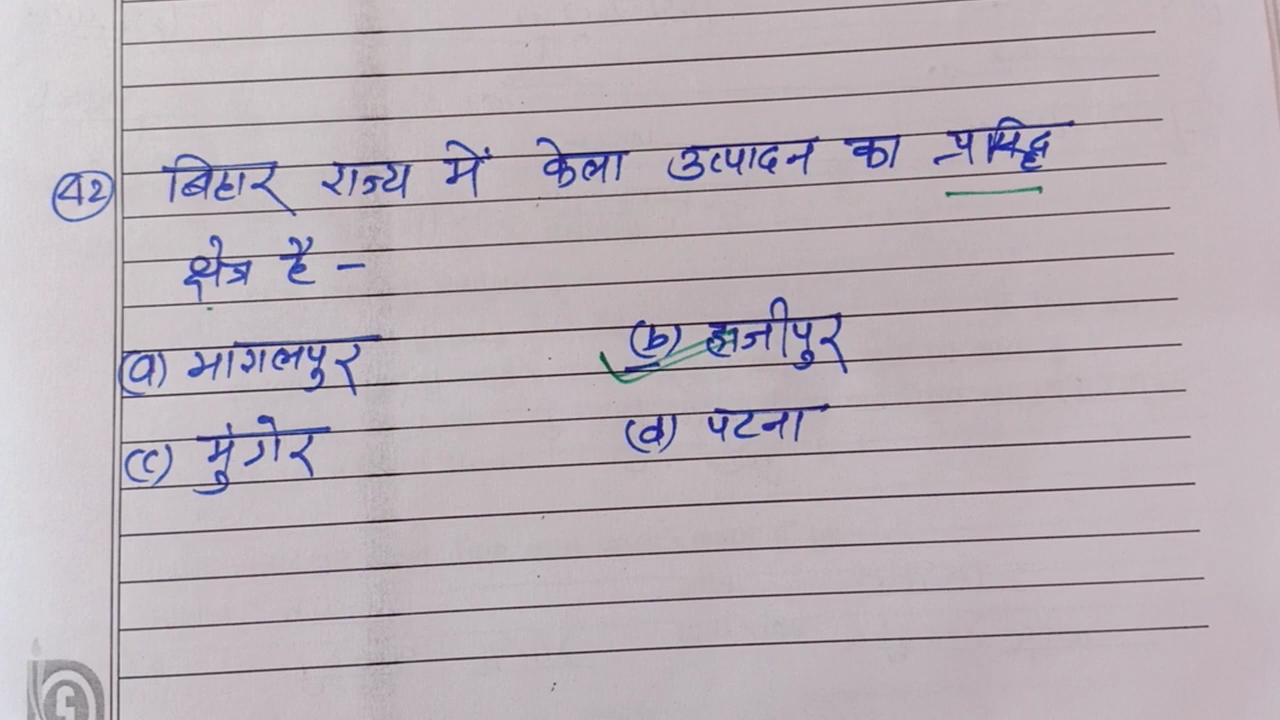 (42) बिहार राज्य में केला उत्पादन का प्रसिद्ध
क्षेत्र है -
(a) भागलपुर (b) हाजीपुर
(c) मुंगेर (d) पटना